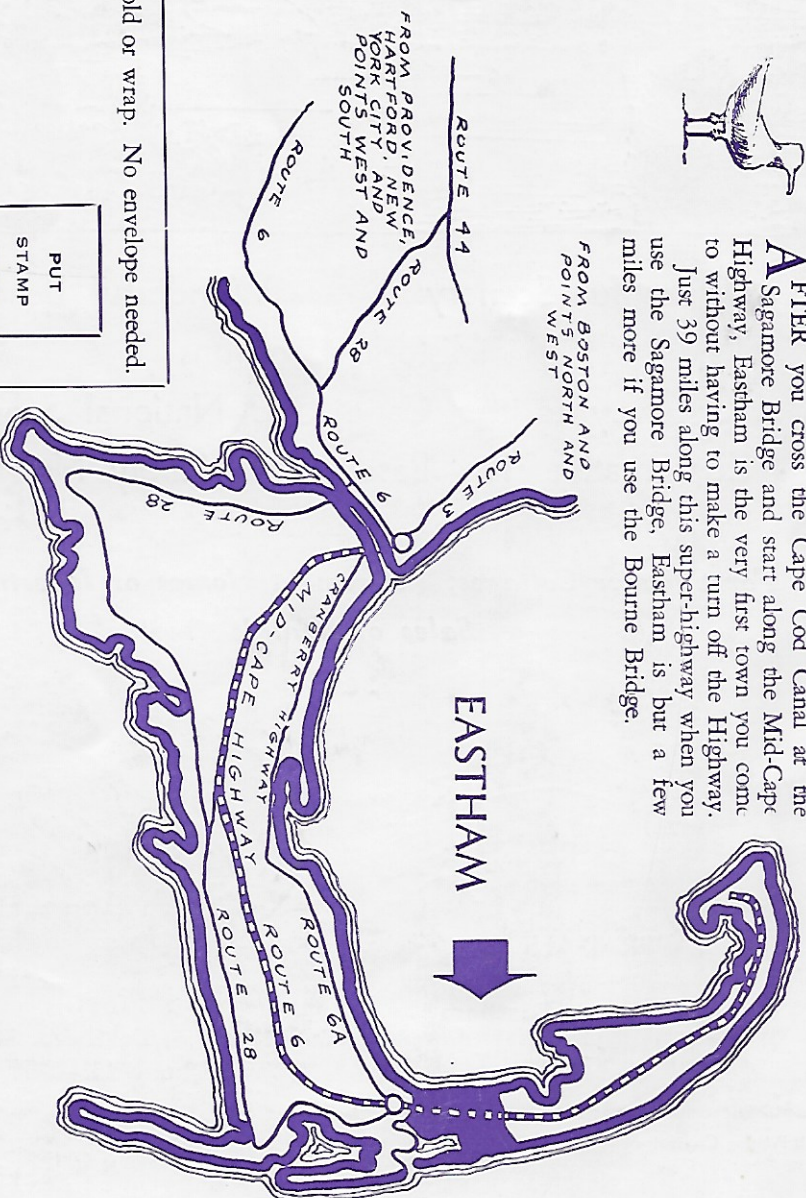 AFTER you cross the Cape Cod Canal at the
Sagamore Bridge and start along the Mid-Cape
Highway, Eastham is the very first town you come
to without having to make a turn off the Highway.
Just 39 miles along this super-highway when you
use the Sagamore Bridge, Eastham is but a few
miles more if you use the Bourne Bridge.
FROM BOSTON AND
POINTS NORTH AND
WEST
ROUTE 44
FROM PROVIDENCE,
HARTFORD, NEW
YORK CITY AND
POINTS WEST AND
SOUTH
ROUTE 28
ROUTE 6
ROUTE 3
ROUTE 6
EASTHAM
CRANBERRY HIGHWAY
MID-CAPE HIGHWAY
ROUTE 28
ROUTE 6A
ROUTE 6
ROUTE 28
or wrap. No envelope needed.
PUT
STAMP